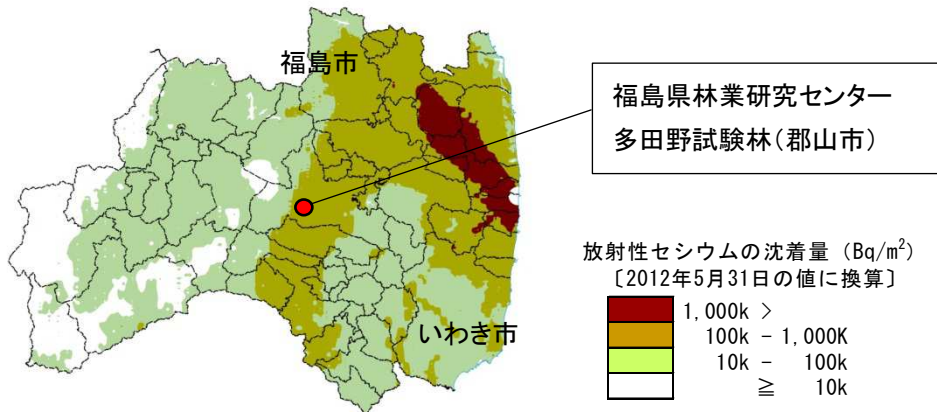 福島市
福島県林業研究センター
多田野試験林(郡山市)
いわき市
放射性セシウムの沈着量 (Bq/m²)
〔2012年5月31日の値に換算〕
1,000k >
100k - 1,000K
10k - 100k
≧ 10k